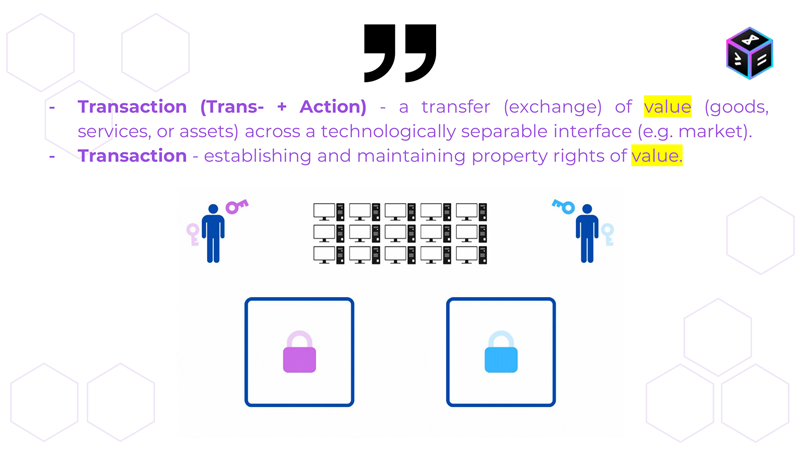 - Transaction (Trans- + Action) - a transfer (exchange) of value (goods,
services, or assets) across a technologically separable interface (e.g. market).
- Transaction - establishing and maintaining property rights of value.